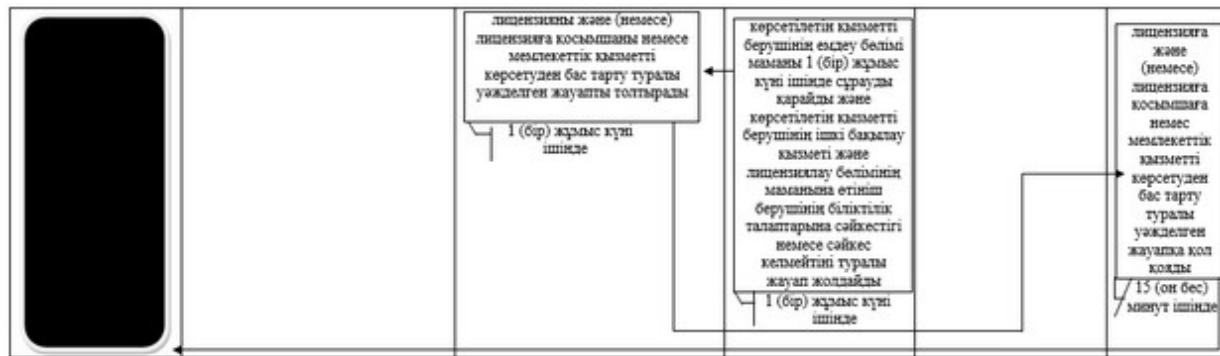 лицензияны және (немесе)
лицензияға қосымшаны немесе
мемлекеттік қызметті
көрсетуден бас тарту туралы
уәжделген жауапты толтырады
1 (бір) жұмыс күні
ішінде
көрсетілетін қызметті
берушінің емдеу бөлімі
маманы 1 (бір) жұмыс
күні ішінде сұрауды
қарайды және
көрсетілетін қызметті
берушінің ішкі бақылау
қызметі және
лицензиялау бөлімінің
маманына өтініш
берушінің біліктілік
талаптарына сәйкестігі
немесе сәйкес
келмейтіні туралы
жауап жолдайды
1 (бір) жұмыс күні
ішінде
лицензияға
және
(немесе)
лицензияға
қосымшаға
немес
мемлекеттік
қызметті
көрсетуден
бас тарту
туралы
уәжделген
жауапқа қол
қояды
15 (он бес)
минут ішінде